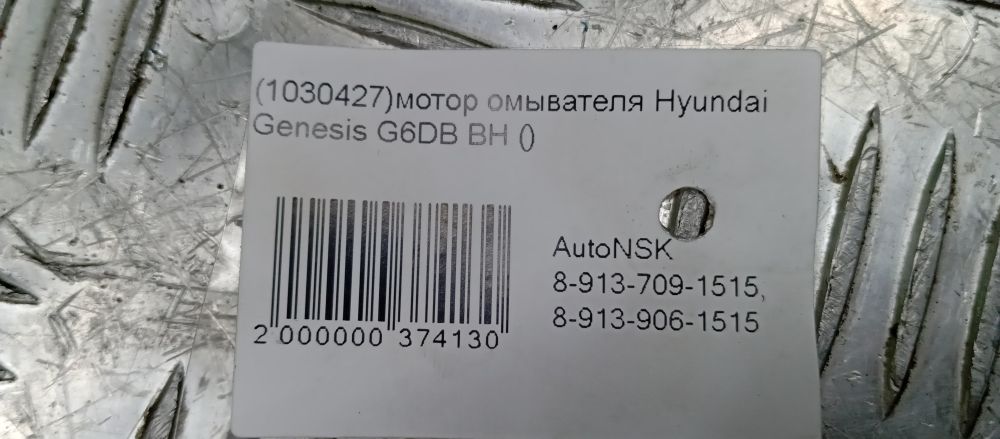 (1030427)мотор омывателя Hyundai
Genesis G6DB BH ()
AutoNSK
8-913-709-1515,
8-913-906-1515
2 000000 374130